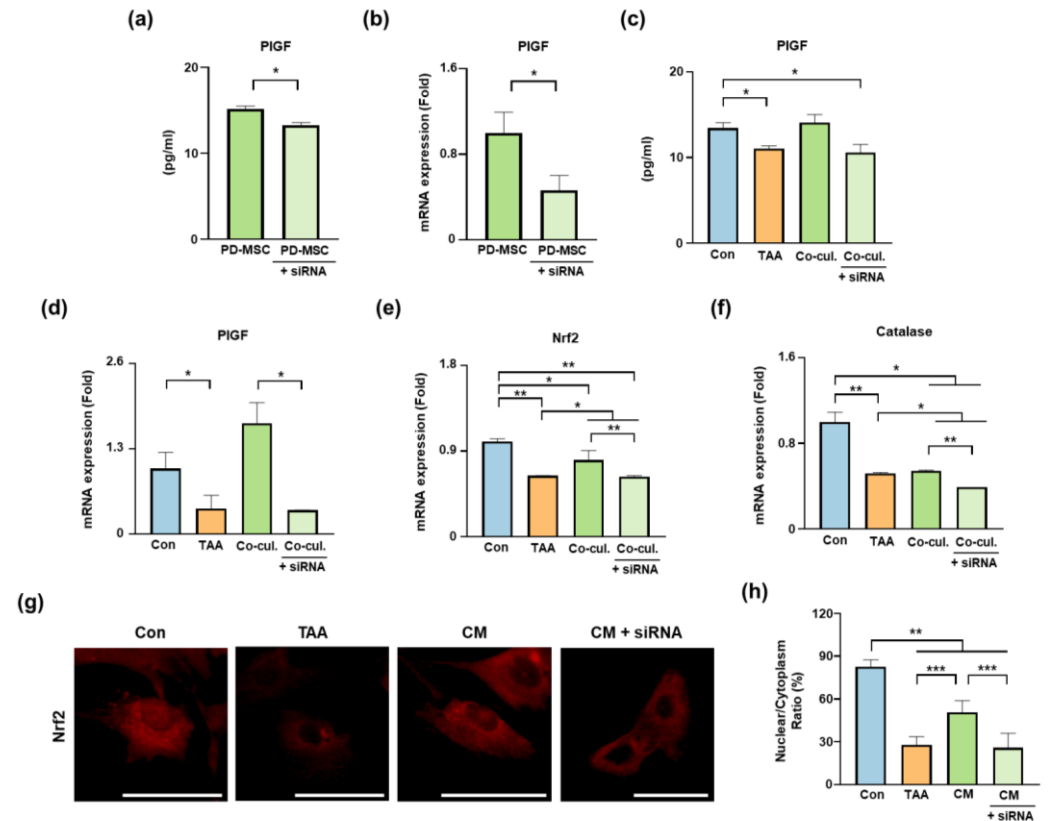 (a)
PlGF
*
20
10
0
(pg/ml)
PD-MSC PD-MSC
+ siRNA
(b)
PlGF
*
1.6
0.8
0
mRNA expression (Fold)
PD-MSC PD-MSC
+ siRNA
(c)
PlGF
*
*
20
10
0
(pg/ml)
Con TAA Co-cul. Co-cul.
+ siRNA
(d)
PlGF
* *
2.6
1.3
0
mRNA expression (Fold)
Con TAA Co-cul. Co-cul.
+ siRNA
(e)
Nrf2
**
*
** *
**
1.8
0.9
0
mRNA expression (Fold)
Con TAA Co-cul. Co-cul.
+ siRNA
(f)
Catalase
*
** *
**
1.6
0.8
0
mRNA expression (Fold)
Con TAA Co-cul. Co-cul.
+ siRNA
(g)
Con TAA CM CM + siRNA
Nrf2
(h)
**
*** ***
120
90
60
30
0
Nuclear/Cytoplasm
Ratio (%)
Con TAA CM CM
+ siRNA